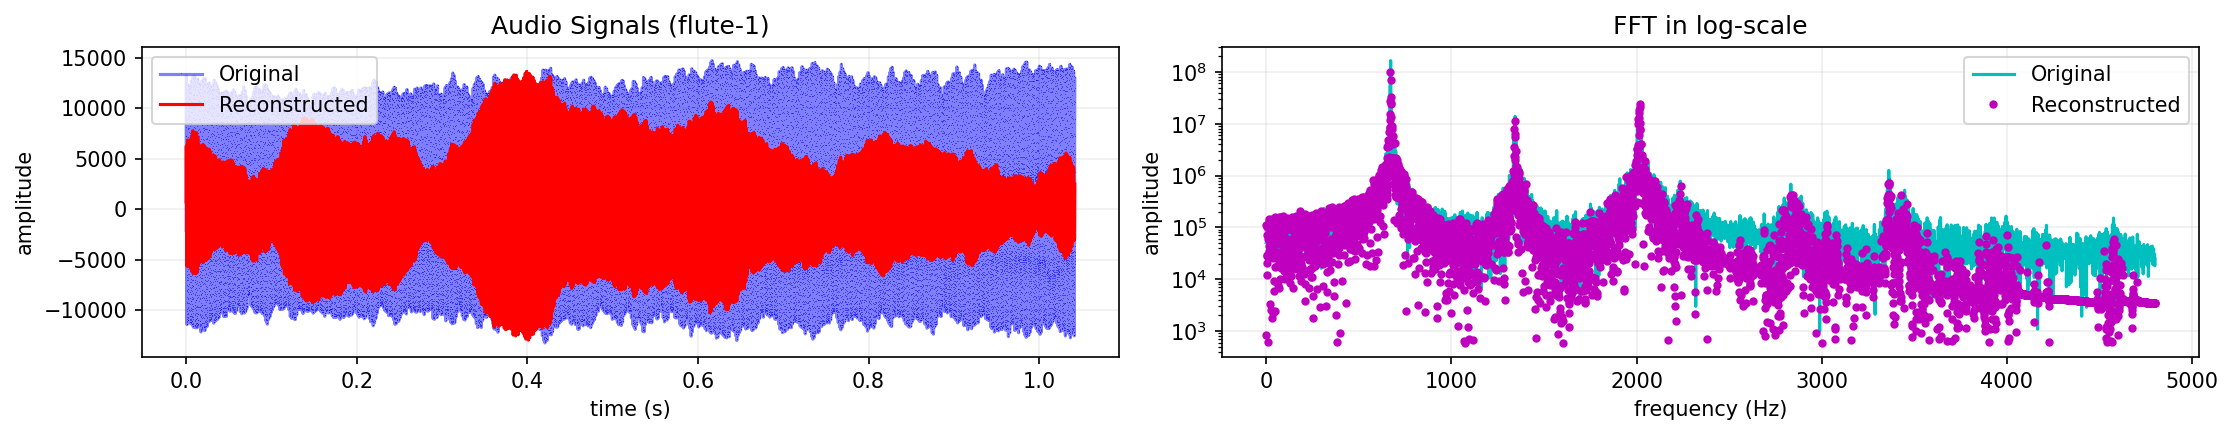 Audio Signals (flute-1)
15000
10000
5000
0
−5000
−10000
amplitude
Original
Reconstructed
0.0 0.2 0.4 0.6 0.8 1.0
time (s)
FFT in log-scale
10⁸
10⁷
10⁶
10⁵
10⁴
10³
amplitude
Original
Reconstructed
0 1000 2000 3000 4000 5000
frequency (Hz)